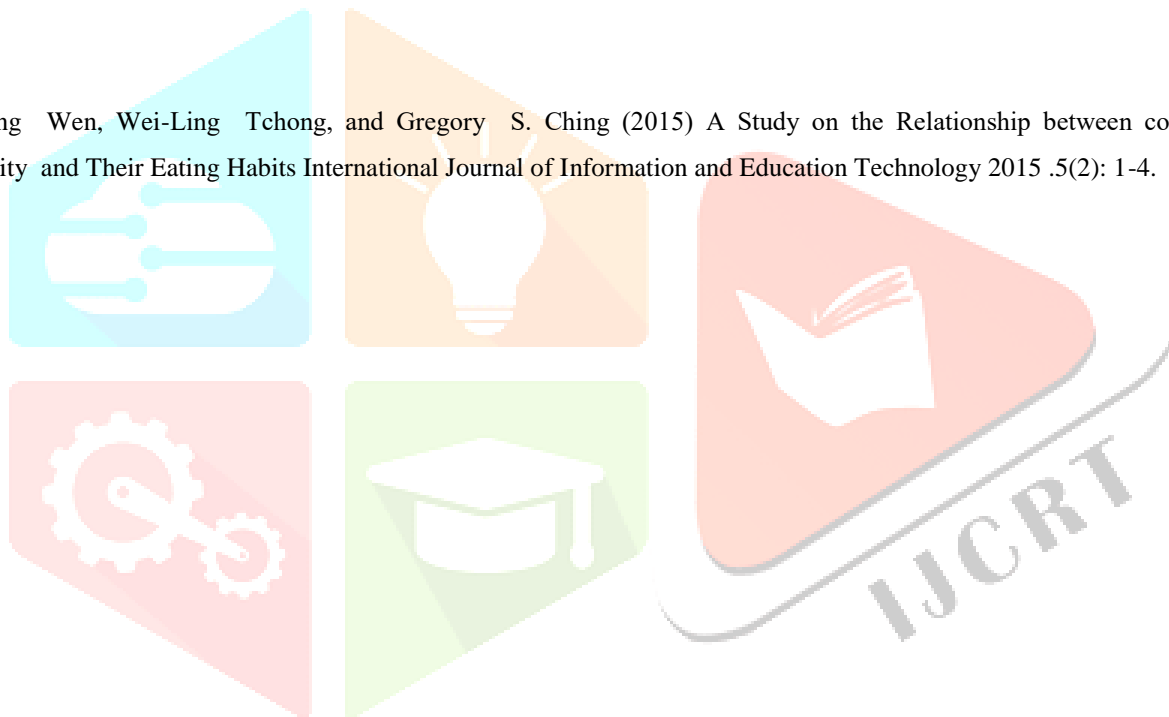 ng Wen, Wei-Ling Tchong, and Gregory S. Ching (2015) A Study on the Relationship between co
ity and Their Eating Habits International Journal of Information and Education Technology 2015 .5(2): 1-4.
IJCRT